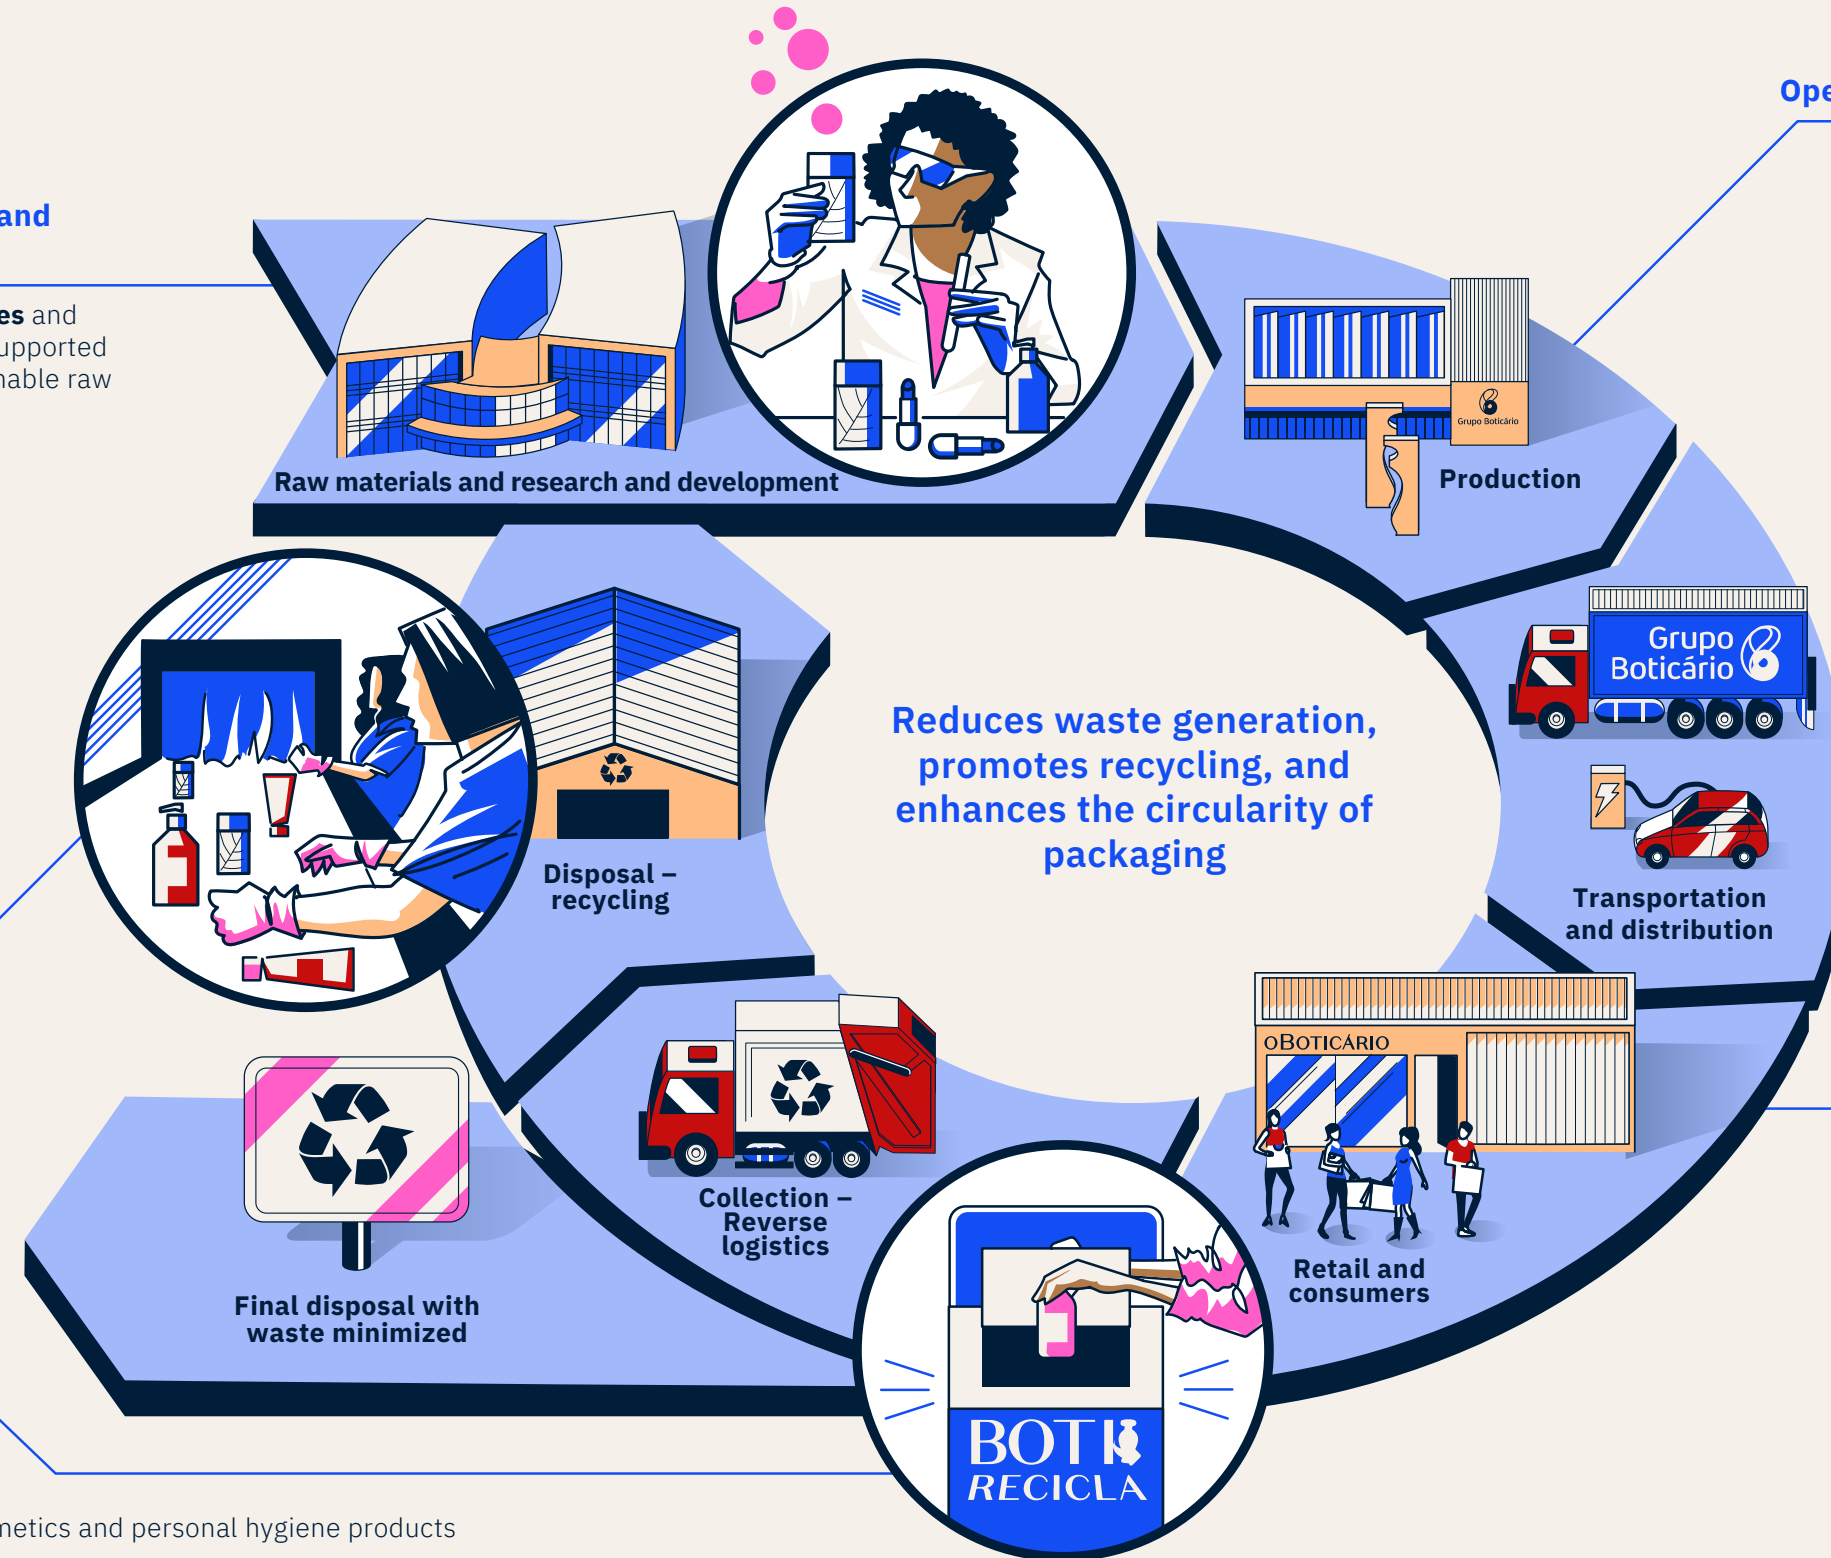 Ope
and
es and
upported
nable raw
Grupo Boticário
Raw materials and research and development
Production
Grupo
Boticário
Reduces waste generation,
promotes recycling, and
enhances the circularity of
packaging
Disposal –
recycling
Transportation
and distribution
OBOTICÁRIO
Collection –
Reverse
logistics
Retail and
consumers
Final disposal with
waste minimized
BOTI
RECICLA
metics and personal hygiene products